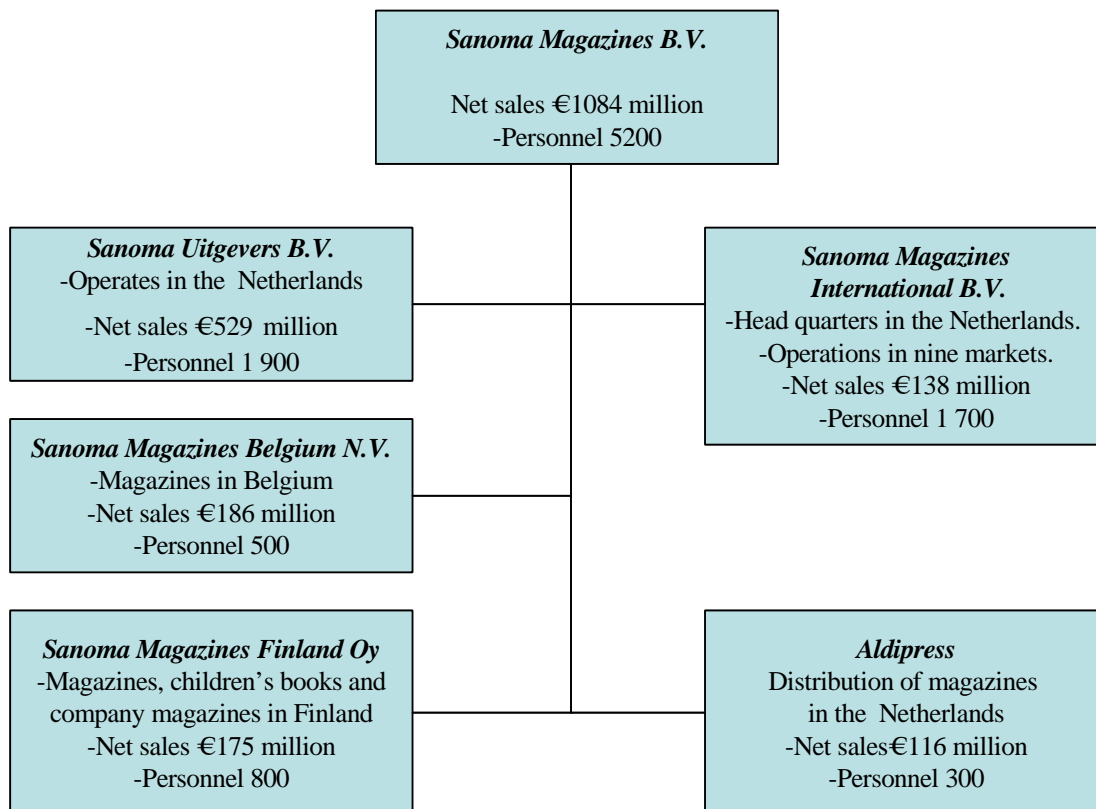 Sanoma Magazines B.V.
Net sales €1084 million
-Personnel 5200
Sanoma Uitgevers B.V.
-Operates in the Netherlands
-Net sales €529 million
-Personnel 1 900
Sanoma Magazines
International B.V.
-Head quarters in the Netherlands.
-Operations in nine markets.
-Net sales €138 million
-Personnel 1 700
Sanoma Magazines Belgium N.V.
-Magazines in Belgium
-Net sales €186 million
-Personnel 500
Sanoma Magazines Finland Oy
-Magazines, children’s books and
company magazines in Finland
-Net sales €175 million
-Personnel 800
Aldipress
Distribution of magazines
in the Netherlands
-Net sales€116 million
-Personnel 300